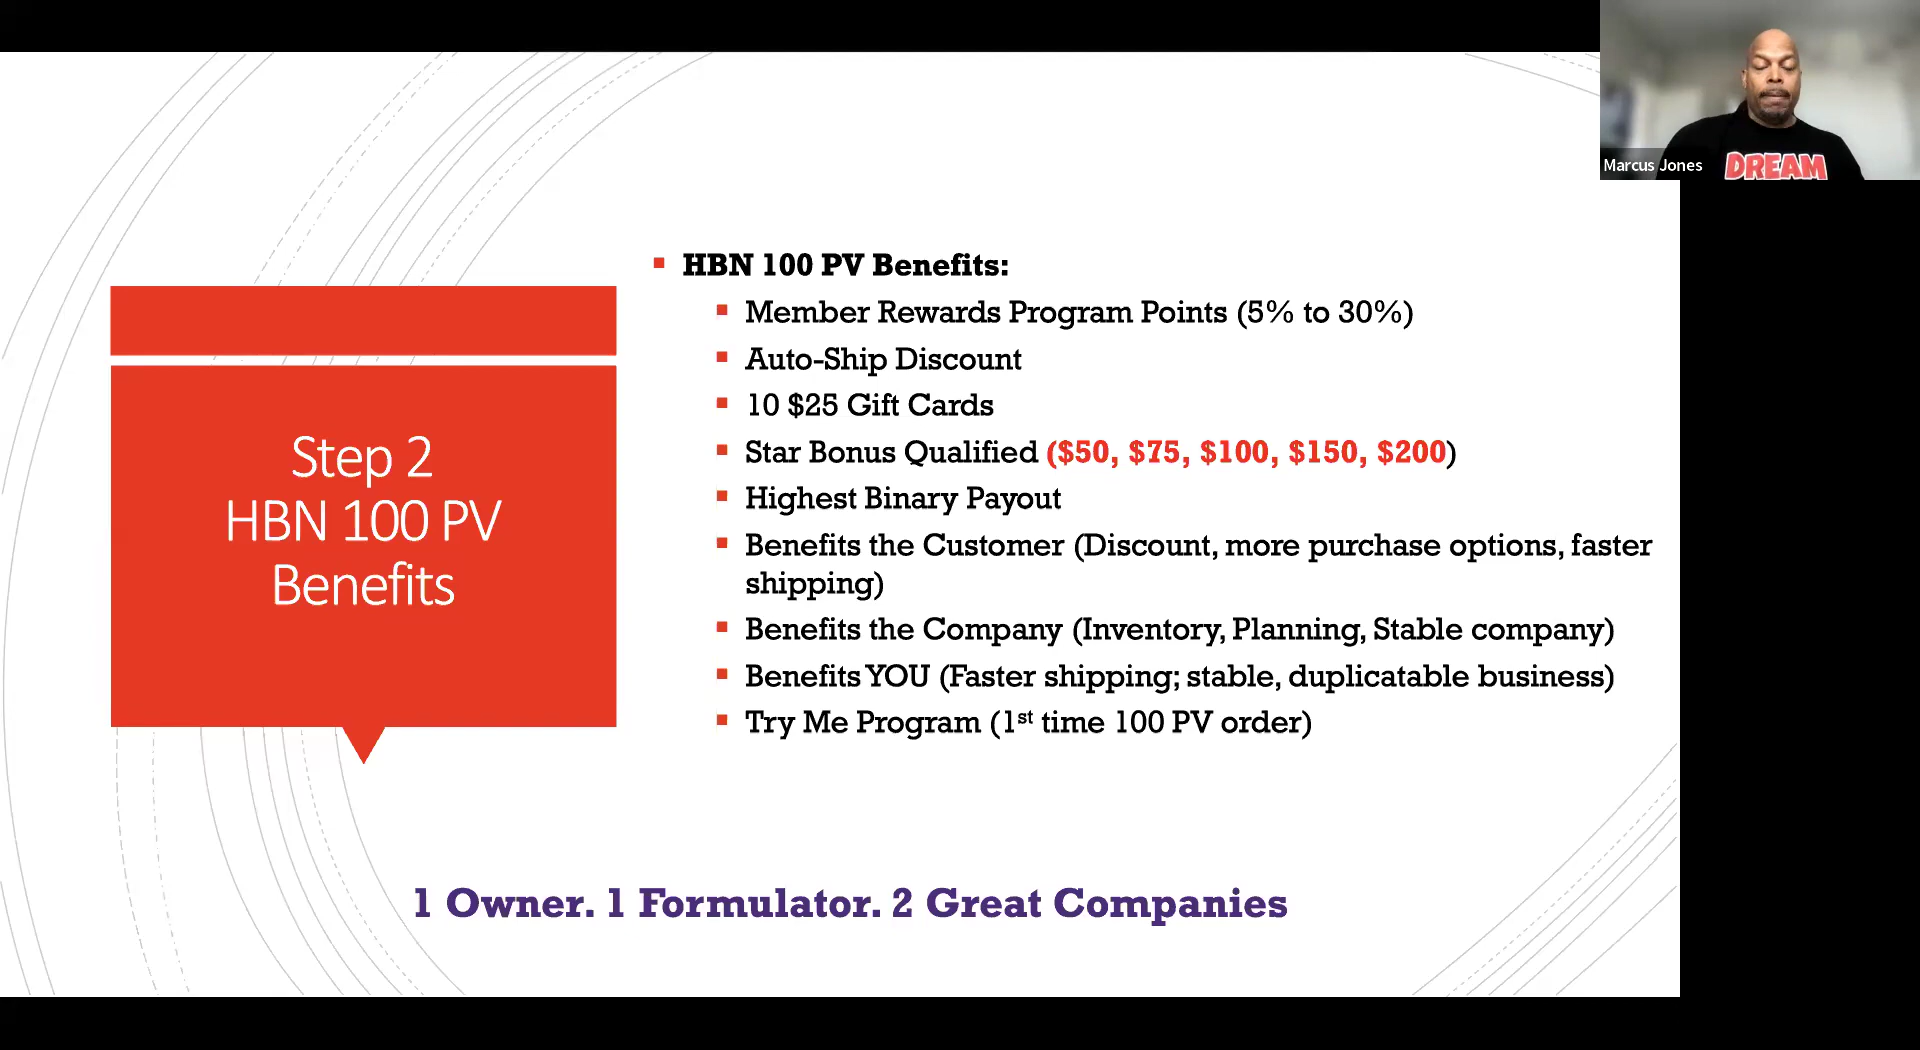 Marcus Jones
DREAM
Step 2
HBN 100 PV
Benefits
HBN 100 PV Benefits:
Member Rewards Program Points (5% to 30%)
Auto-Ship Discount
10 $25 Gift Cards
Star Bonus Qualified ($50, $75, $100, $150, $200)
Highest Binary Payout
Benefits the Customer (Discount, more purchase options, faster
shipping)
Benefits the Company (Inventory, Planning, Stable company)
Benefits YOU (Faster shipping; stable, duplicatable business)
Try Me Program (1st time 100 PV order)
1 Owner. 1 Formulator. 2 Great Companies